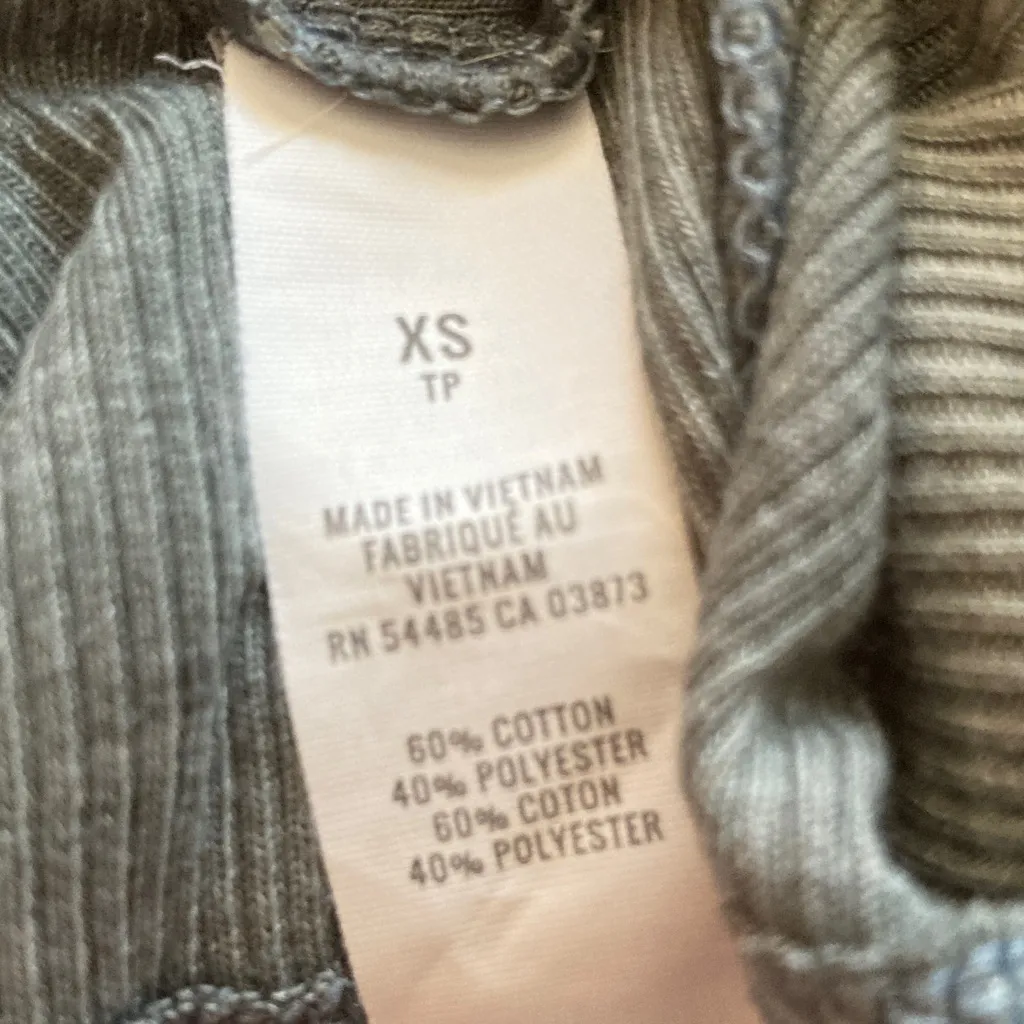 XS
TP
MADE IN VIETNAM
FABRIQUÉ AU
VIETNAM
RN 54485 CA 03873
60% COTTON
40% POLYESTER
60% COTON
40% POLYESTER